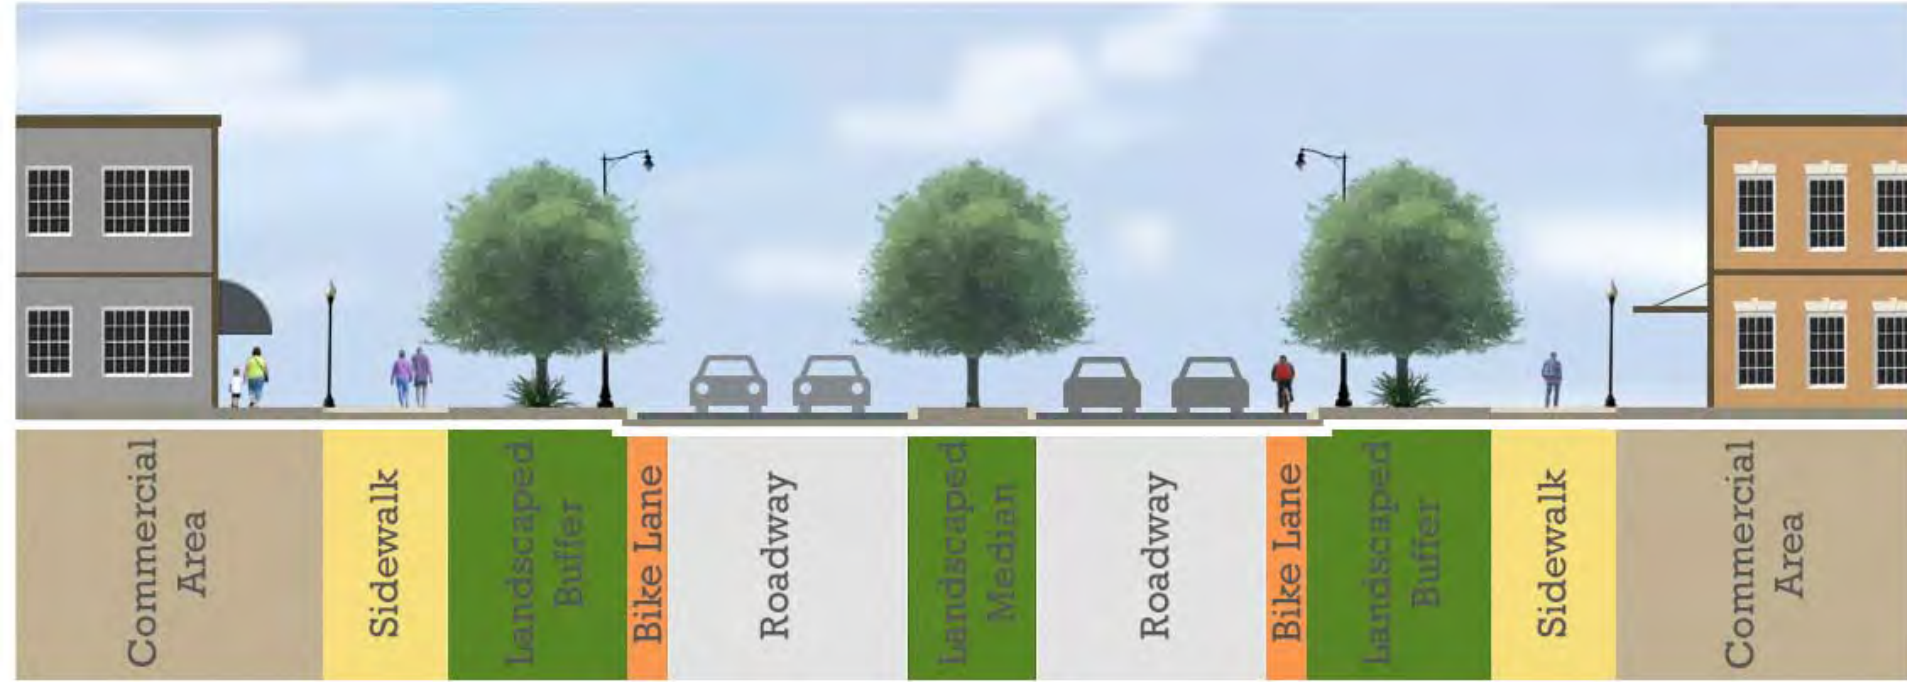 Commercial
Area
Sidewalk
Landscaped
Buffer
Bike Lane
Roadway
Landscaped
Median
Roadway
Bike Lane
Landscaped
Buffer
Sidewalk
Commercial
Area